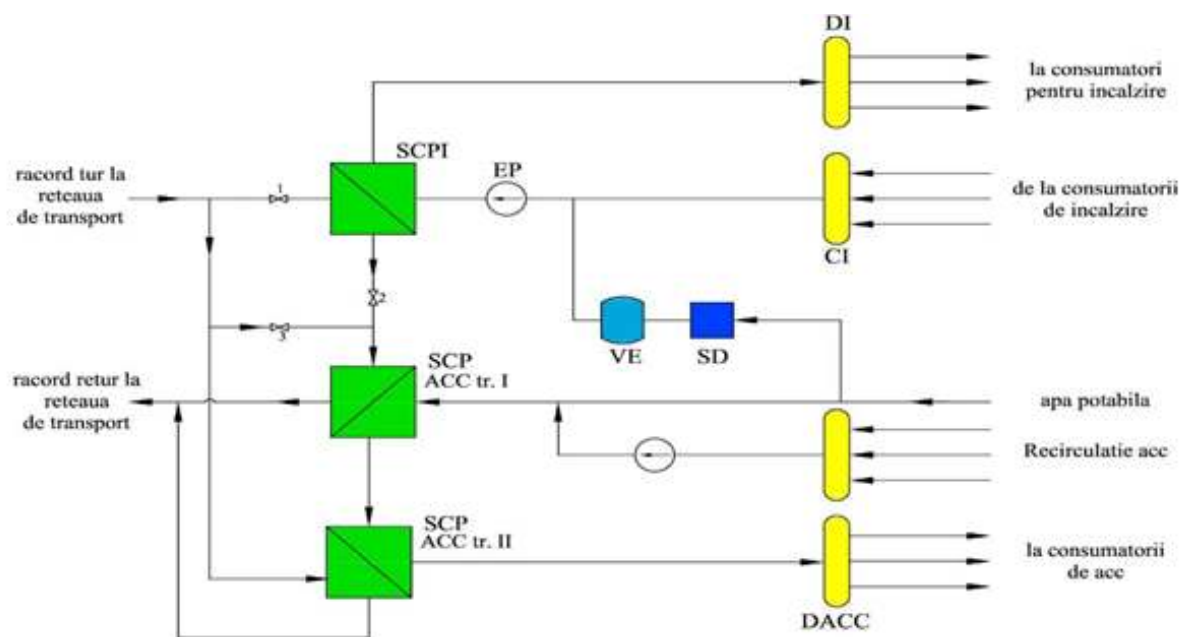 DI
la consumatori
pentru incalzire
SCPI
EP
racord tur la
reteaua
de transport
1
de la consumatorii
de incalzire
CI
2
3
VE
SD
SCP
ACC tr. I
racord retur la
reteaua
de transport
apa potabila
Recirculatie acc
SCP
ACC tr. II
la consumatorii
de acc
DACC